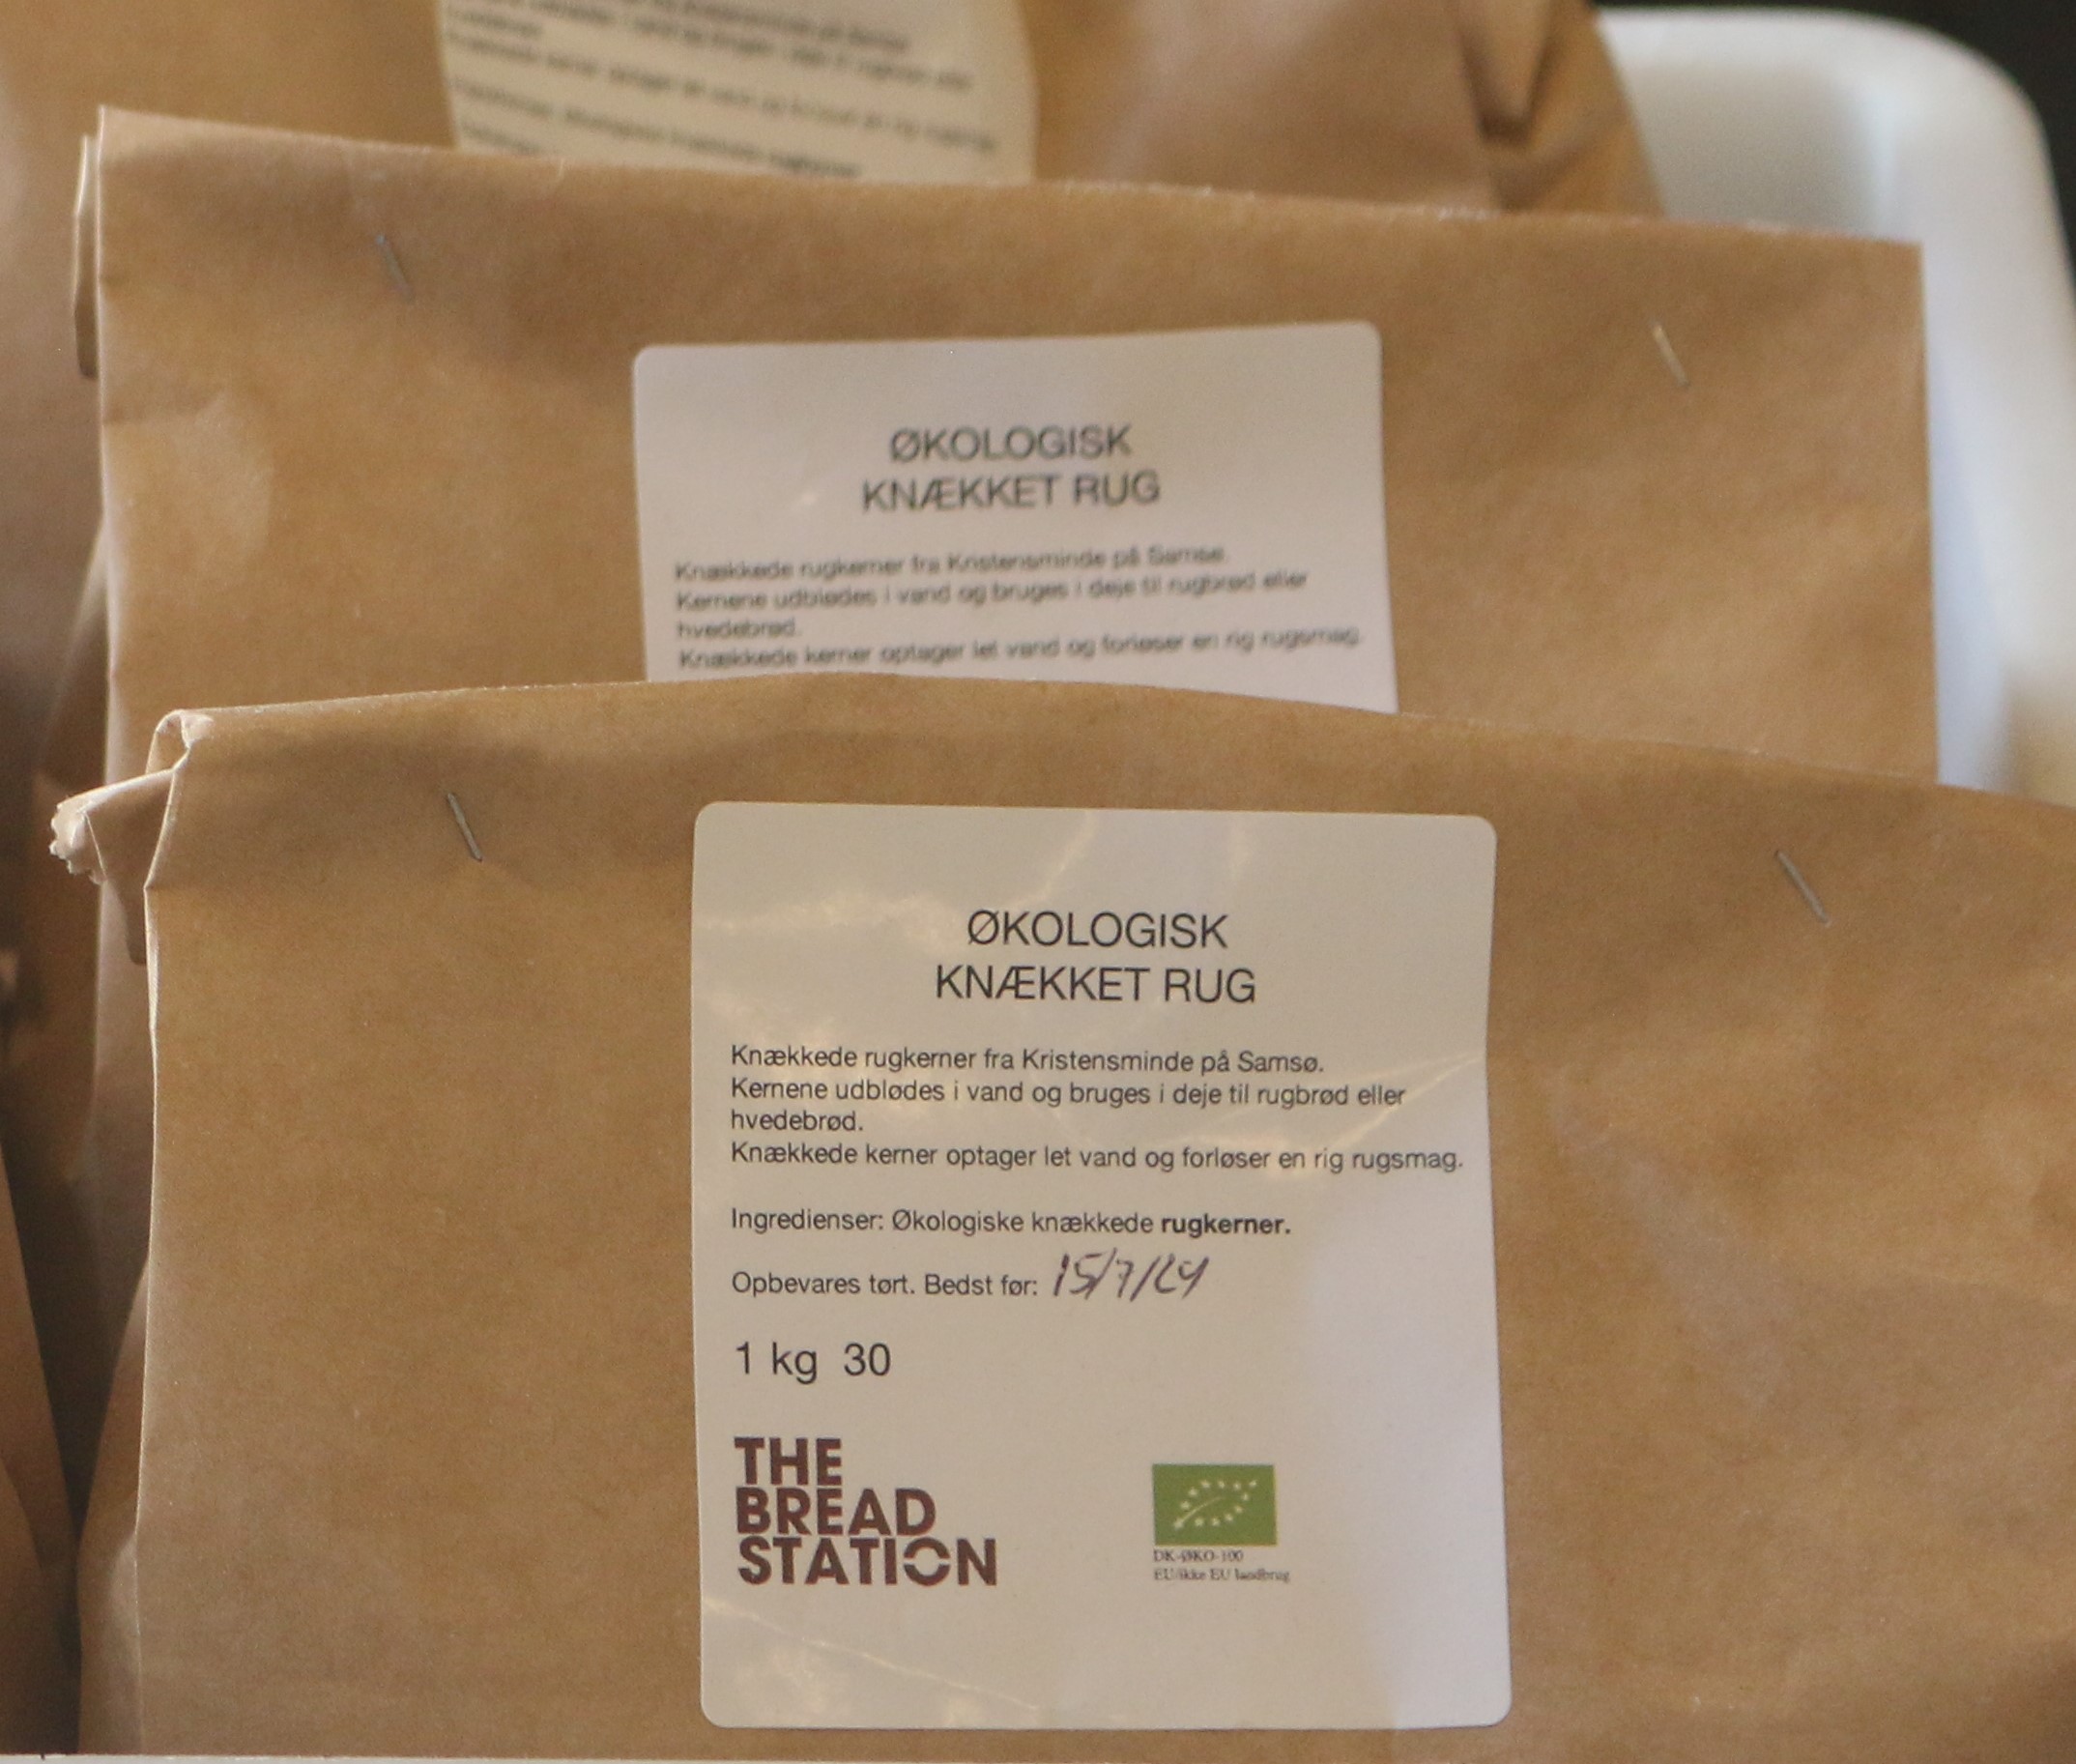 ØKOLOGISK
KNÆKKET RUG
Knækkede rugkerner fra Kristensminde på Samsø.
Kernene udblødes i vand og bruges i deje til rugbrød eller
hvedebrød.
Knækkede kerner optager let vand og forløser en rig rugsmag.
ØKOLOGISK
KNÆKKET RUG
Knækkede rugkerner fra Kristensminde på Samsø.
Kernene udblødes i vand og bruges i deje til rugbrød eller
hvedebrød.
Knækkede kerner optager let vand og forløser en rig rugsmag.
Ingredienser: Økologiske knækkede rugkerner.
Opbevares tørt. Bedst før: 15/7/24
1 kg 30
THE
BREAD
STATION
DK-ØKO-100
EU/ikke EU landbrug